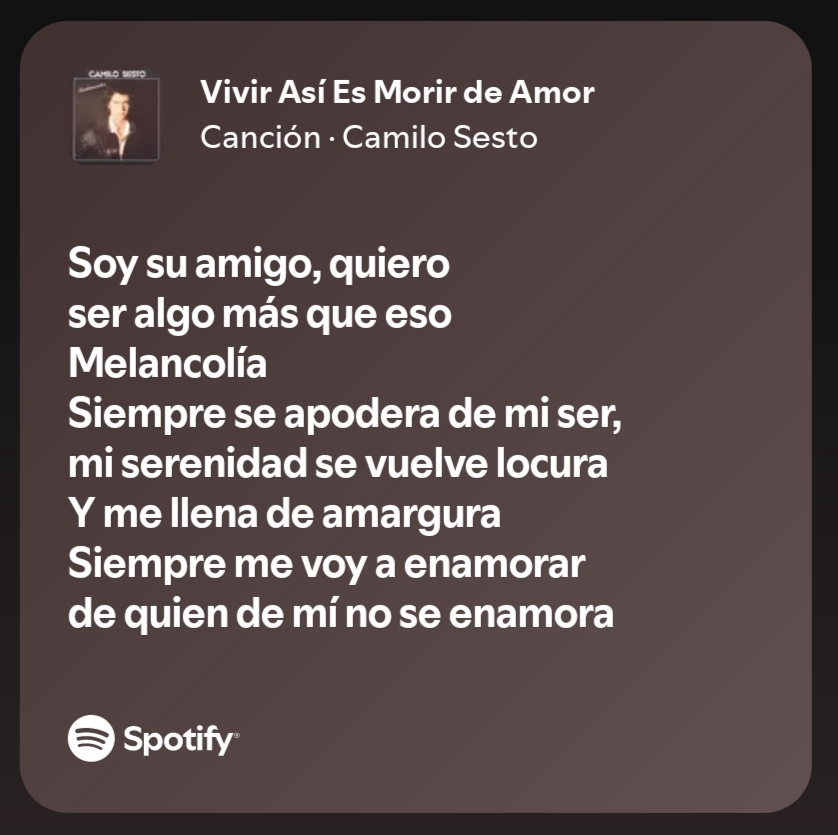 CAMILO SESTO
Vivir Así Es Morir de Amor
Canción · Camilo Sesto
Soy su amigo, quiero
ser algo más que eso
Melancolía
Siempre se apodera de mi ser,
mi serenidad se vuelve locura
Y me llena de amargura
Siempre me voy a enamorar
de quien de mí no se enamora
Spotify®